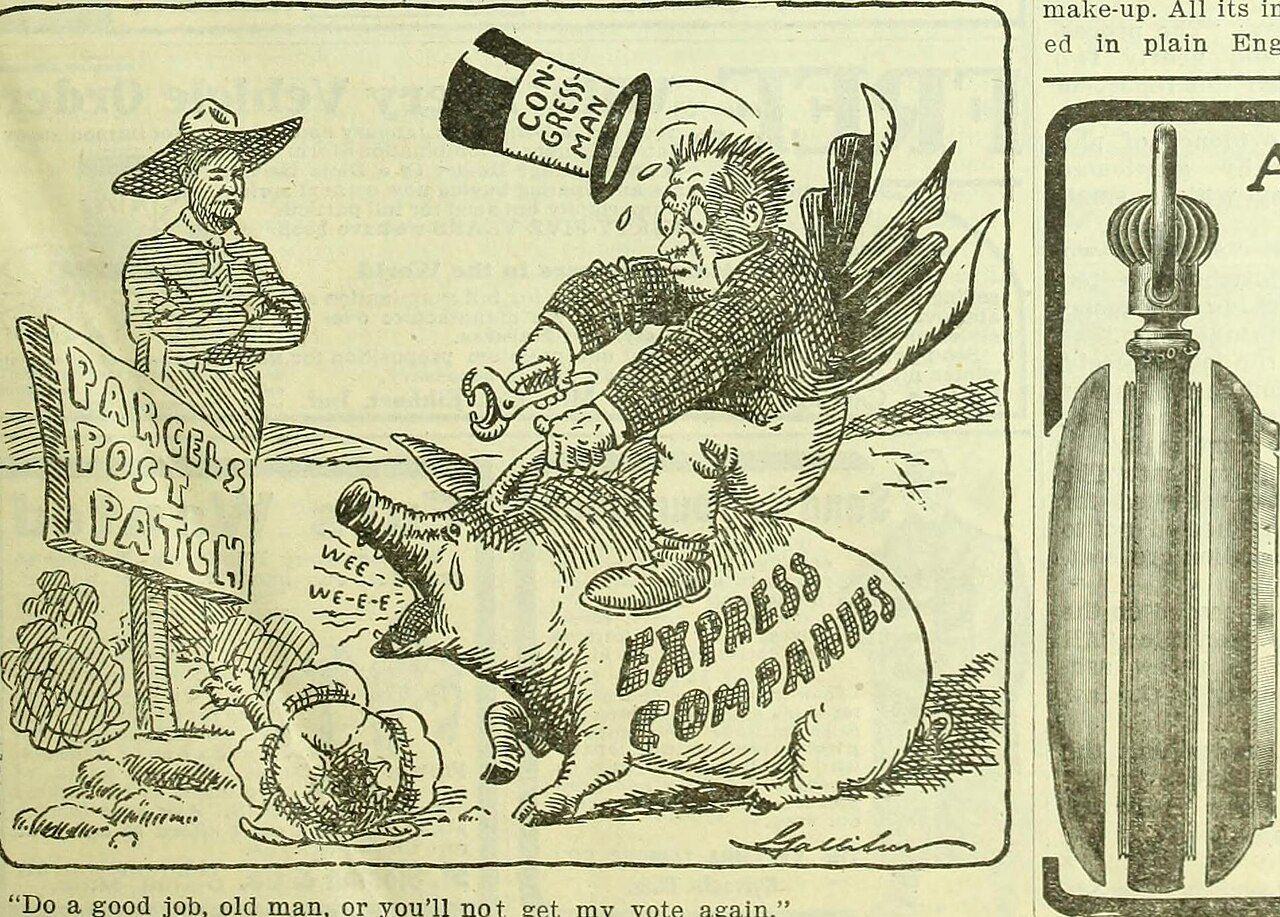 make-up. All its in
ed in plain Eng
CON-
GRESS-
MAN
PARCELS
POST
PATCH
WEE-
WE-E-E
EXPRESS
COMPANIES
A
"Do a good job, old man, or you'll not get my vote again."